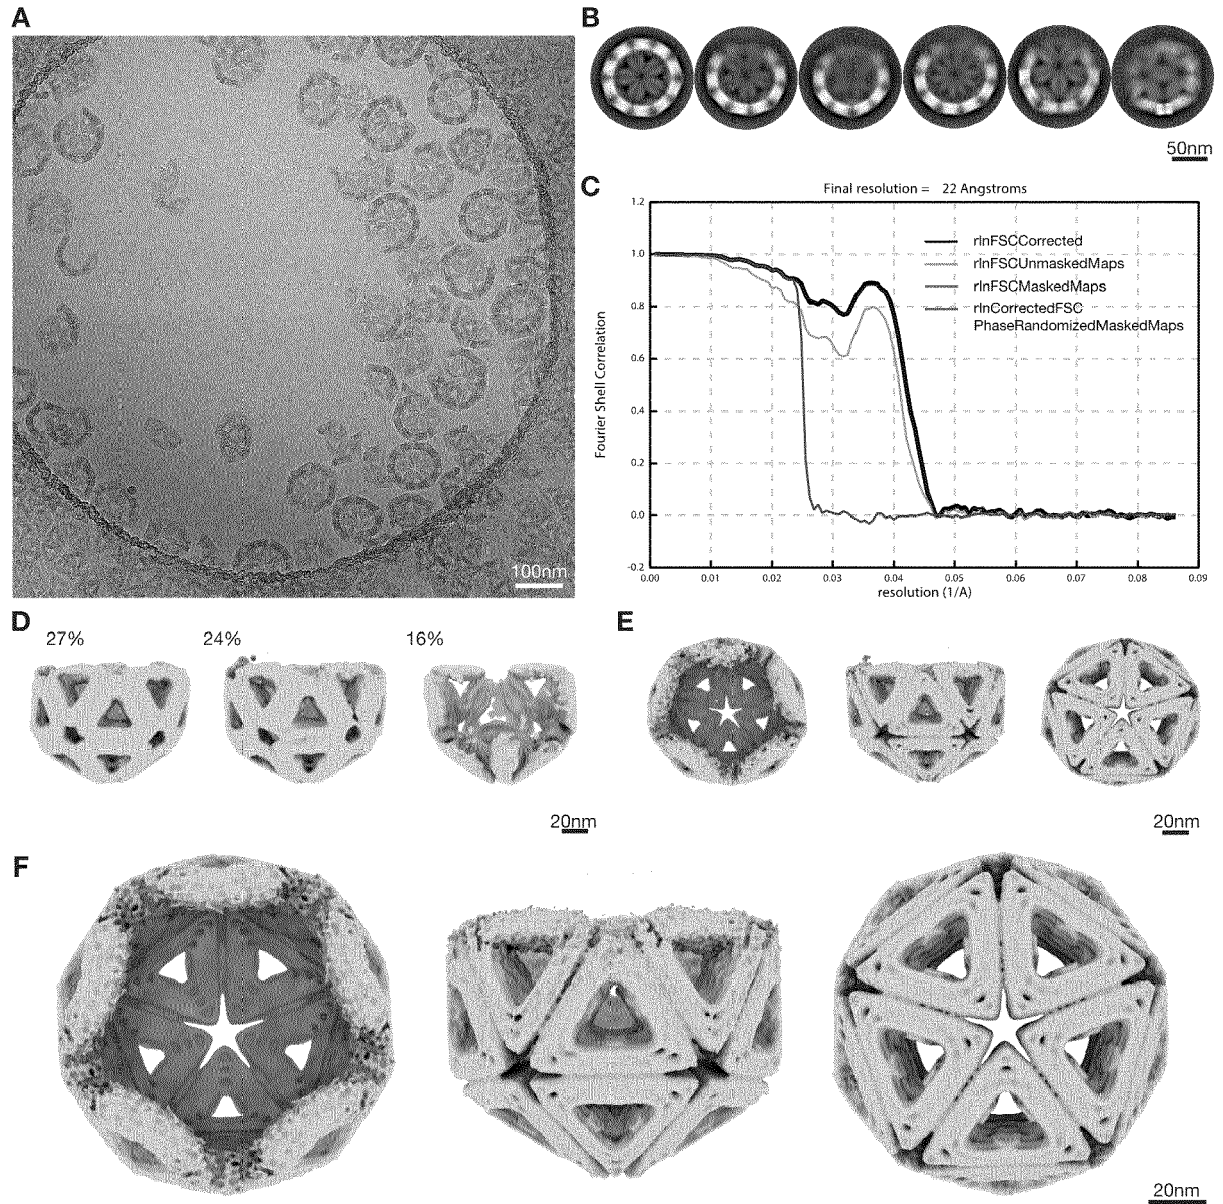 A
100nm
B
50nm
C
Final resolution = 22 Angstroms
1.2
1.0
0.8
0.6
0.4
0.2
0.0
-0.2
Fourier Shell Correlation
rlnFSCCorrected
rlnFSCUnmaskedMaps
rlnFSCMaskedMaps
rlnCorrectedFSC
PhaseRandomizedMaskedMaps
0.00 0.01 0.02 0.03 0.04 0.05 0.06 0.07 0.08 0.09
resolution (1/A)
D
27% 24% 16%
20nm
E
20nm
F
20nm